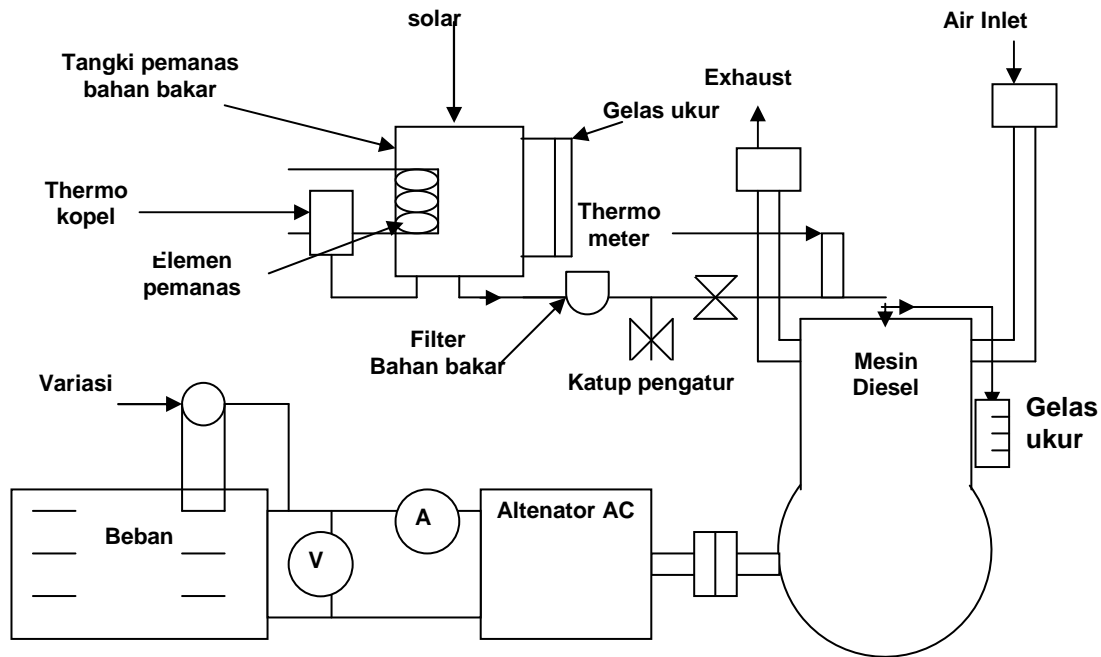 solar
Air Inlet
Tangki pemanas
bahan bakar
Exhaust
Gelas ukur
Thermo
kopel
Thermo
meter
Elemen
pemanas
Filter
Bahan bakar
Katup pengatur
Mesin
Diesel
Variasi
Gelas
ukur
Beban
V
A
Altenator AC